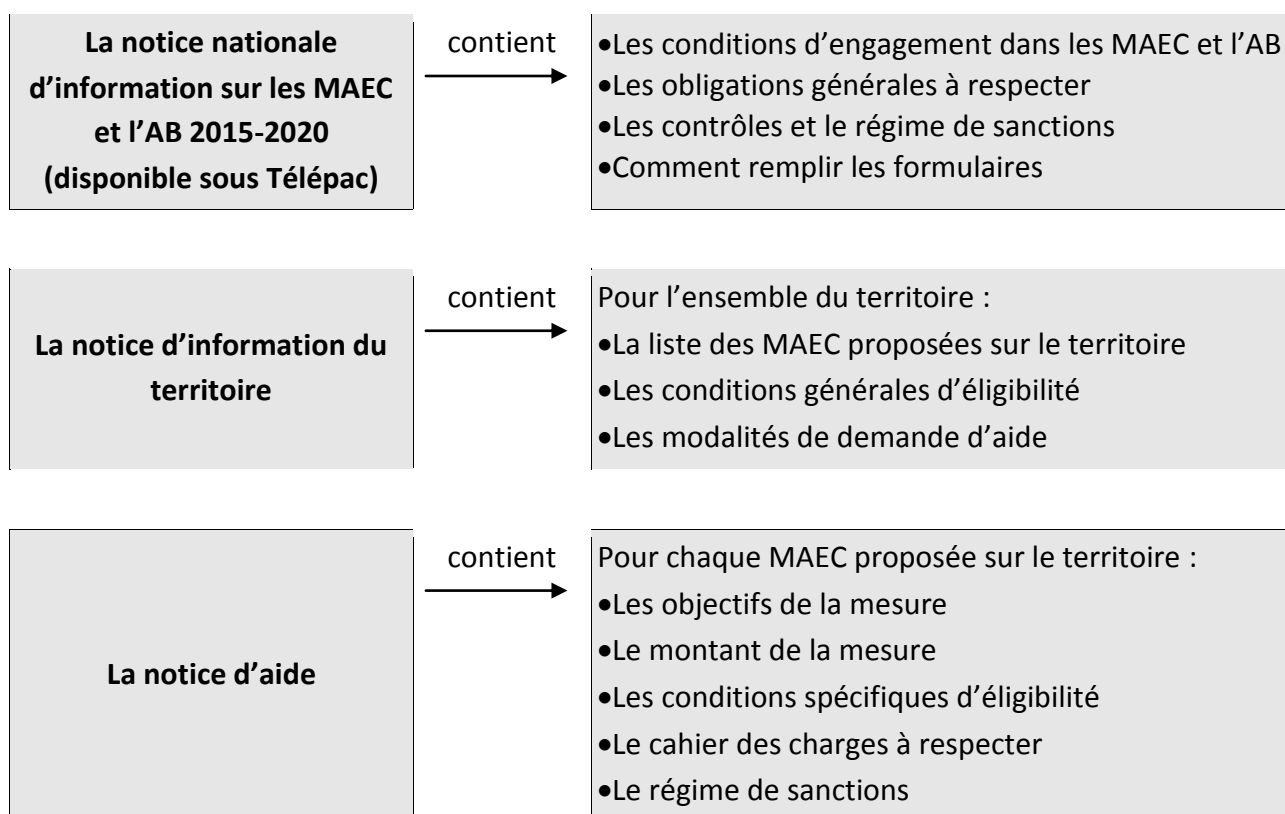 La notice nationale
d’information sur les MAEC
et l’AB 2015-2020
(disponible sous Télépac)
contient
•Les conditions d’engagement dans les MAEC et l’AB
•Les obligations générales à respecter
•Les contrôles et le régime de sanctions
•Comment remplir les formulaires
La notice d’information du
territoire
contient
Pour l’ensemble du territoire :
•La liste des MAEC proposées sur le territoire
•Les conditions générales d’éligibilité
•Les modalités de demande d’aide
La notice d’aide
contient
Pour chaque MAEC proposée sur le territoire :
•Les objectifs de la mesure
•Le montant de la mesure
•Les conditions spécifiques d’éligibilité
•Le cahier des charges à respecter
•Le régime de sanctions